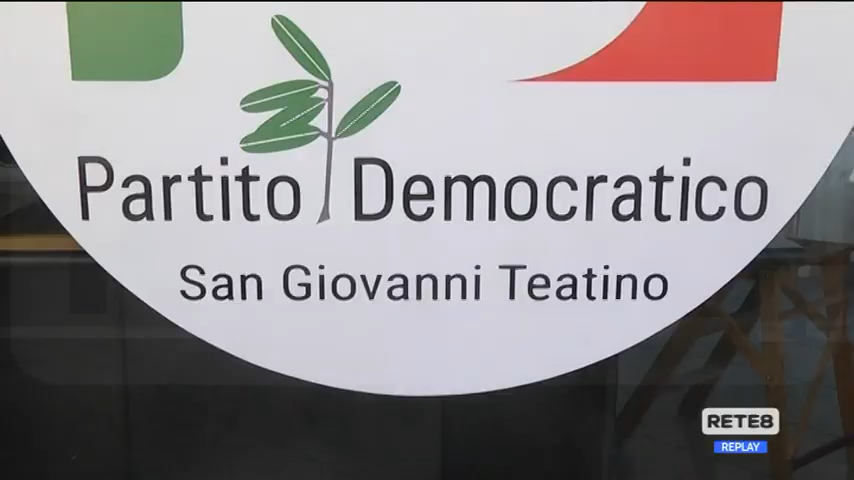 Partito Democratico
San Giovanni Teatino
RETE8
REPLAY